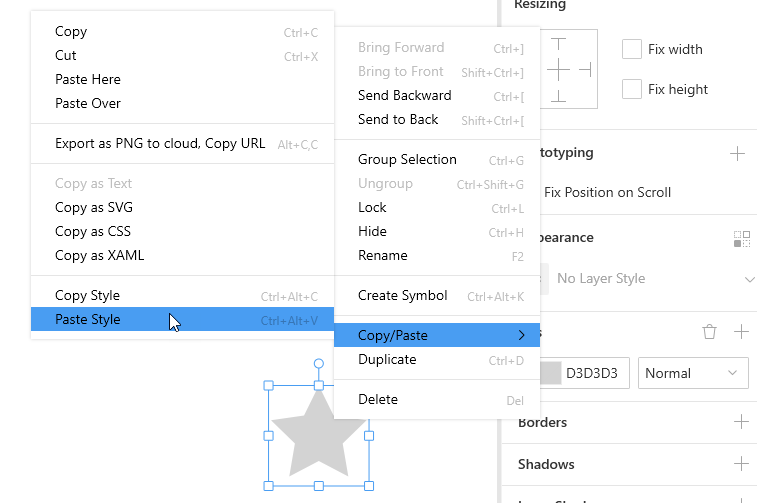 Copy Ctrl+C
Cut Ctrl+X
Paste Here
Paste Over
Export as PNG to cloud, Copy URL Alt+C,C
Copy as Text
Copy as SVG
Copy as CSS
Copy as XAML
Copy Style Ctrl+Alt+C
Paste Style Ctrl+Alt+V
Bring Forward Ctrl+]
Bring to Front Shift+Ctrl+]
Send Backward Ctrl+[
Send to Back Shift+Ctrl+[
Group Selection Ctrl+G
Ungroup Ctrl+Shift+G
Lock Ctrl+L
Hide Ctrl+H
Rename F2
Create Symbol Ctrl+Alt+K
Copy/Paste
Duplicate Ctrl+D
Delete Del
Resizing
Fix width
Fix height
totyping
Fix Position on Scroll
pearance
No Layer Style
D3D3D3 Normal
Borders
Shadows